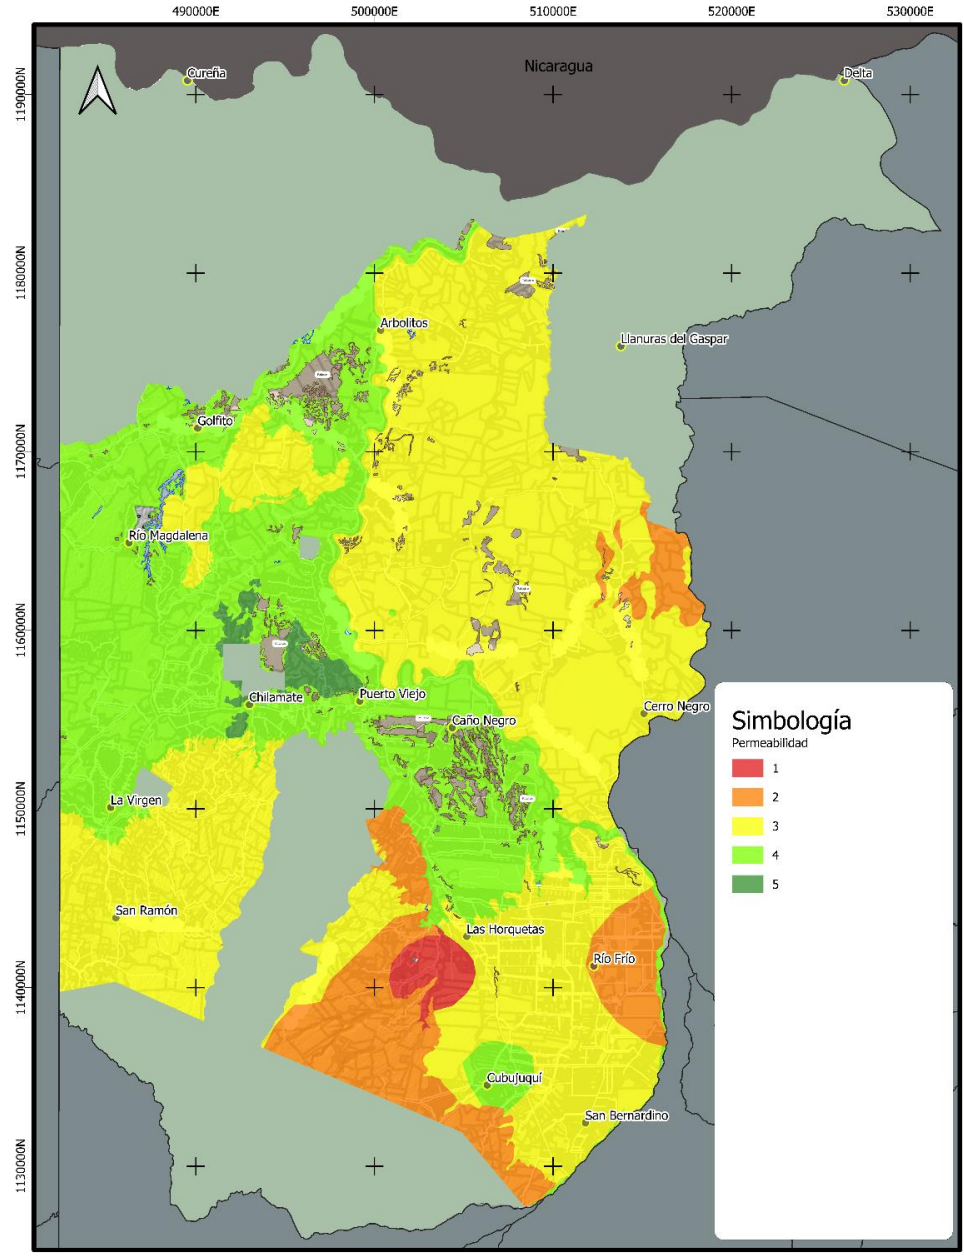 490000E
500000E
510000E
520000E
530000E
1190000N
1180000N
1170000N
1160000N
1150000N
1140000N
1130000N
Nicaragua
Cureña
Delta
Arbolitos
Llanuras del Gaspar
Golfito
Río Magdalena
Chilamate
Puerto Viejo
Caño Negro
Cerro Negro
La Virgen
San Ramón
Las Horquetas
Río Frío
Cubujuquí
San Bernardino
Simbología
Permeabilidad
1
2
3
4
5